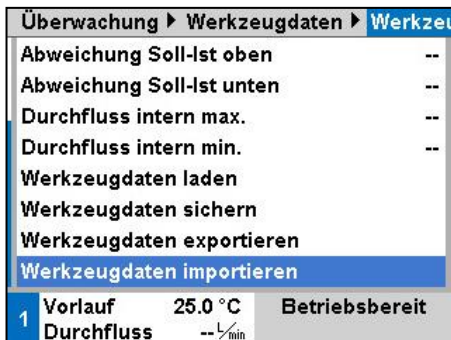 Überwachung ▶ Werkzeugdaten ▶ Werkzeu
Abweichung Soll-Ist oben --
Abweichung Soll-Ist unten --
Durchfluss intern max. --
Durchfluss intern min. --
Werkzeugdaten laden
Werkzeugdaten sichern
Werkzeugdaten exportieren
Werkzeugdaten importieren
1 Vorlauf 25.0 °C Betriebsbereit
Durchfluss -- L/min